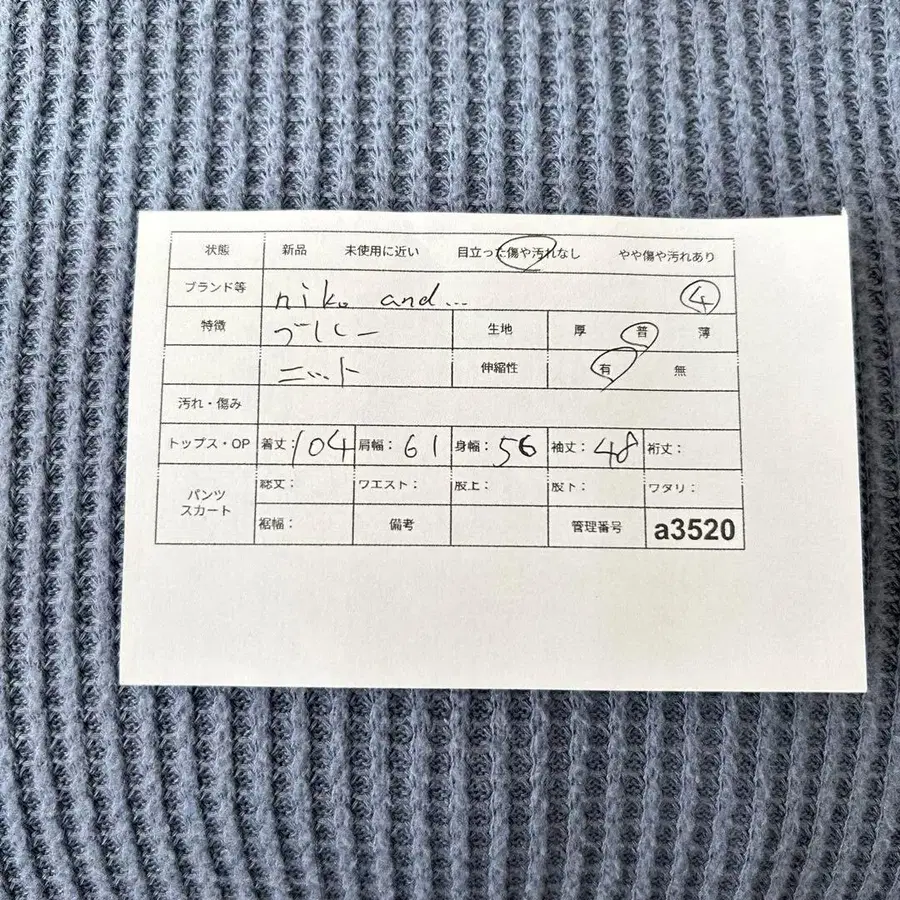 状態 新品 未使用に近い 目立った傷や汚れなし やや傷や汚れあり
ブランド等 niko and... 4
特徴 ブルー 生地 厚 普 薄
ニット 伸縮性 有 無
汚れ・傷み
トップス・OP 着丈:104 肩幅:61 身幅:56 袖丈:48 裄丈:
パンツ スカート 総丈: ウエスト: 股上: 股下: ワタリ:
裾幅: 備考 管理番号 a3520